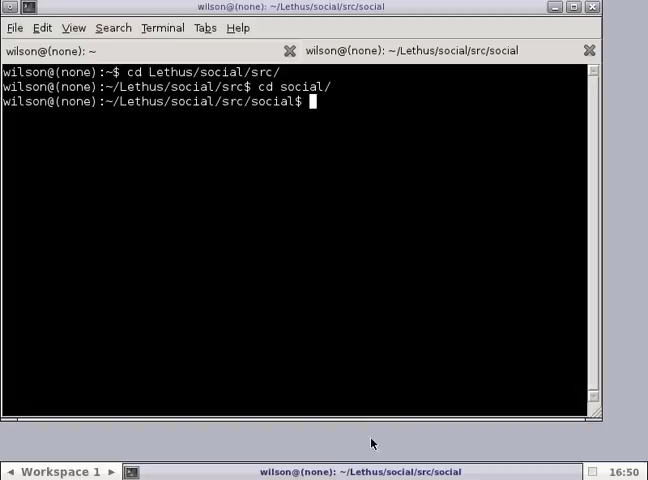 wilson@(none): ~/Lethus/social/src/social
File Edit View Search Terminal Tabs Help
wilson@(none): ~ wilson@(none): ~/Lethus/social/src/social
wilson@(none):~$ cd Lethus/social/src/
wilson@(none):~/Lethus/social/src$ cd social/
wilson@(none):~/Lethus/social/src/social$
Workspace 1 wilson@(none): ~/Lethus/social/src/social 16:50